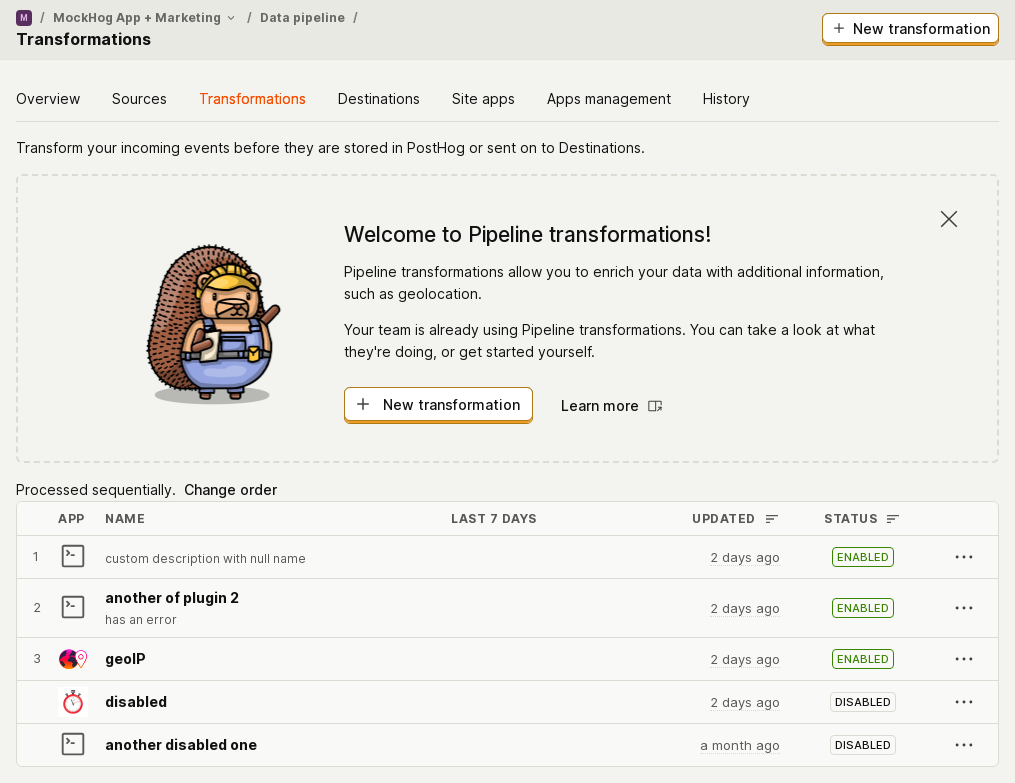 M / MockHog App + Marketing / Data pipeline /
Transformations
New transformation
Overview Sources Transformations Destinations Site apps Apps management History
Transform your incoming events before they are stored in PostHog or sent on to Destinations.
Welcome to Pipeline transformations!
Pipeline transformations allow you to enrich your data with additional information,
such as geolocation.
Your team is already using Pipeline transformations. You can take a look at what
they're doing, or get started yourself.
New transformation Learn more
Processed sequentially. Change order
APP NAME LAST 7 DAYS UPDATED STATUS
1 custom description with null name 2 days ago ENABLED
2 another of plugin 2 2 days ago ENABLED
has an error
3 geoIP 2 days ago ENABLED
disabled 2 days ago DISABLED
another disabled one a month ago DISABLED